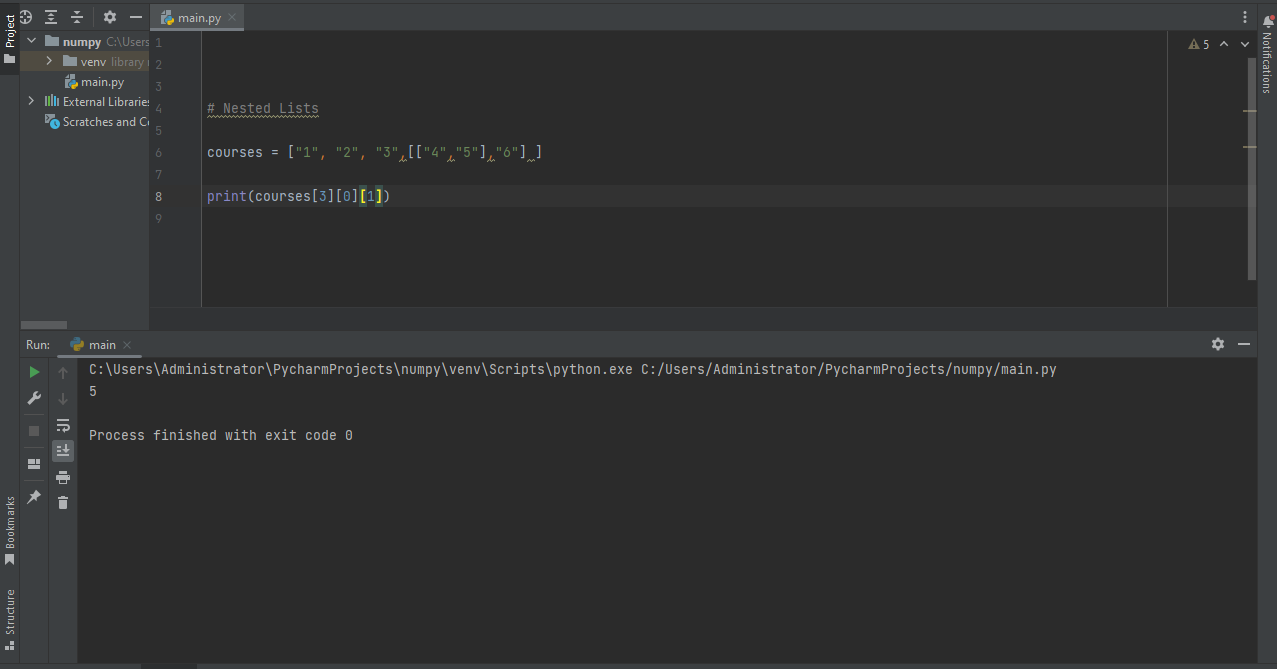 Project
main.py
numpy C:\Users
venv library
main.py
External Libraries
Scratches and Co
1
2
3
4 # Nested Lists
5
6 courses = ["1", "2", "3",[["4","5"],"6"] ]
7
8 print(courses[3][0][1])
9
5
Notifications
Run: main
C:\Users\Administrator\PycharmProjects\numpy\venv\Scripts\python.exe C:/Users/Administrator/PycharmProjects/numpy/main.py
5
Process finished with exit code 0
Bookmarks
Structure